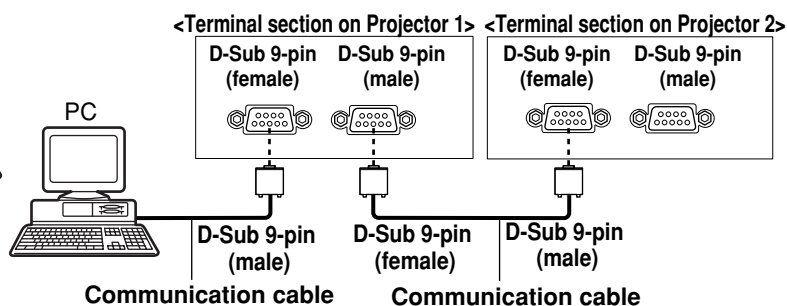 <Terminal section on Projector 1> <Terminal section on Projector 2>
D-Sub 9-pin D-Sub 9-pin D-Sub 9-pin D-Sub 9-pin
(female) (male) (female) (male)
PC
D-Sub 9-pin D-Sub 9-pin D-Sub 9-pin
(male) (female) (male)
Communication cable Communication cable